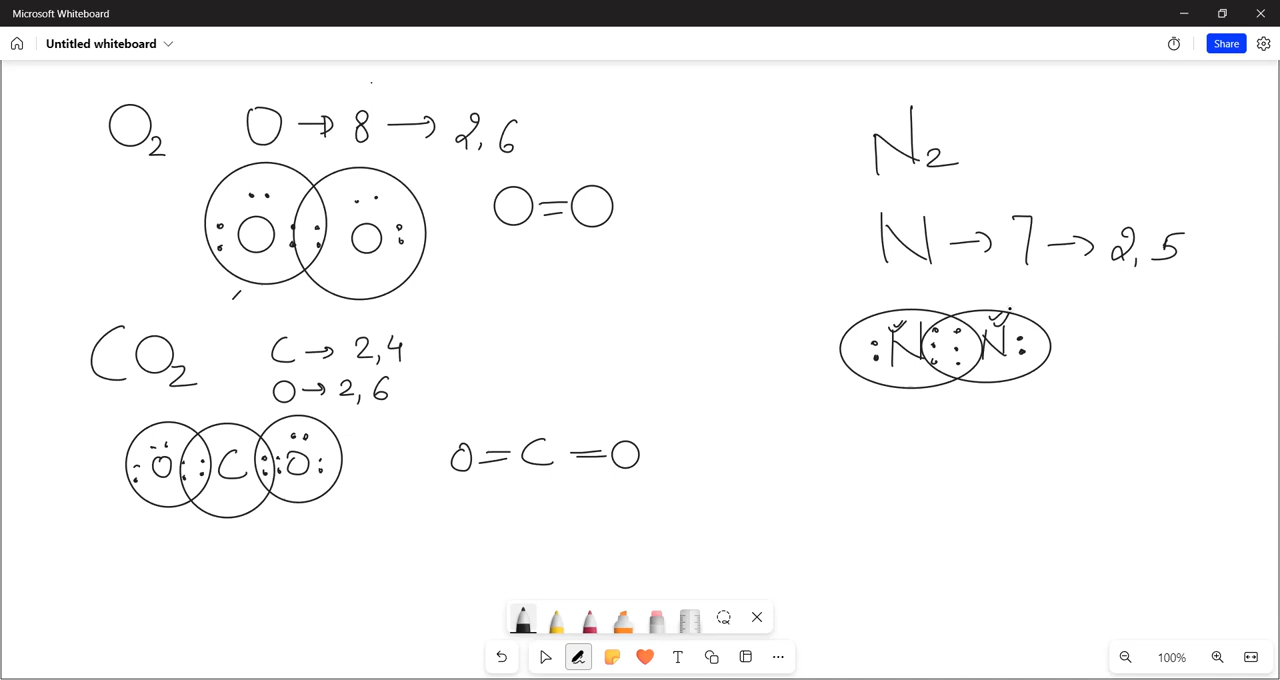 Microsoft Whiteboard
Untitled whiteboard
Share
O2 O → 8 → 2, 6
O O
O=O
CO2
C → 2, 4
O → 2, 6
O C O
O = C = O
N2
N → 7 → 2, 5
:N N:
100%